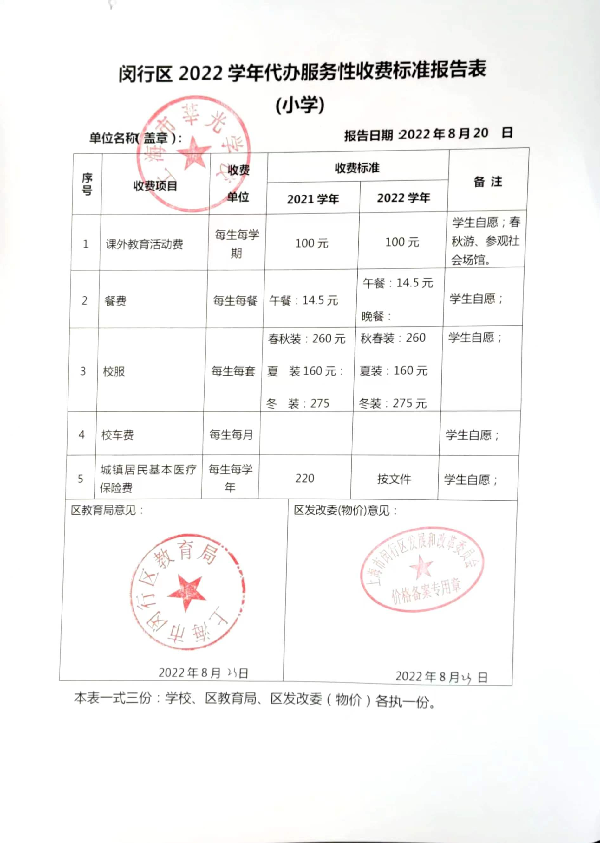 闵行区 2022 学年代办服务性收费标准报告表
(小学)
单位名称(盖章)：
报告日期:2022 年 8 月 20 日
上海市莘光学校
序号
收费项目
收费
单位
收费标准
2021 学年
2022 学年
备 注
1
课外教育活动费
每生每学
期
100 元
100 元
学生自愿；春
秋游、参观社
会场馆。
2
餐费
每生每餐
午餐：14.5 元
午餐：14.5 元
晚餐：
学生自愿；
3
校服
每生每套
春秋装：260 元
夏 装 160 元：
冬 装：275
秋春装：260
夏装：160 元
冬装：275 元
学生自愿；
4
校车费
每生每月
学生自愿；
5
城镇居民基本医疗
保险费
每生每学
年
220
按文件
学生自愿；
区教育局意见：
上海市闵行区教育局
2022 年 8 月 23 日
区发改委(物价)意见：
上海市闵行区发展和改革委员会
价格备案专用章
2022 年 8 月 23 日
本表一式三份：学校、区教育局、区发改委（物价）各执一份。